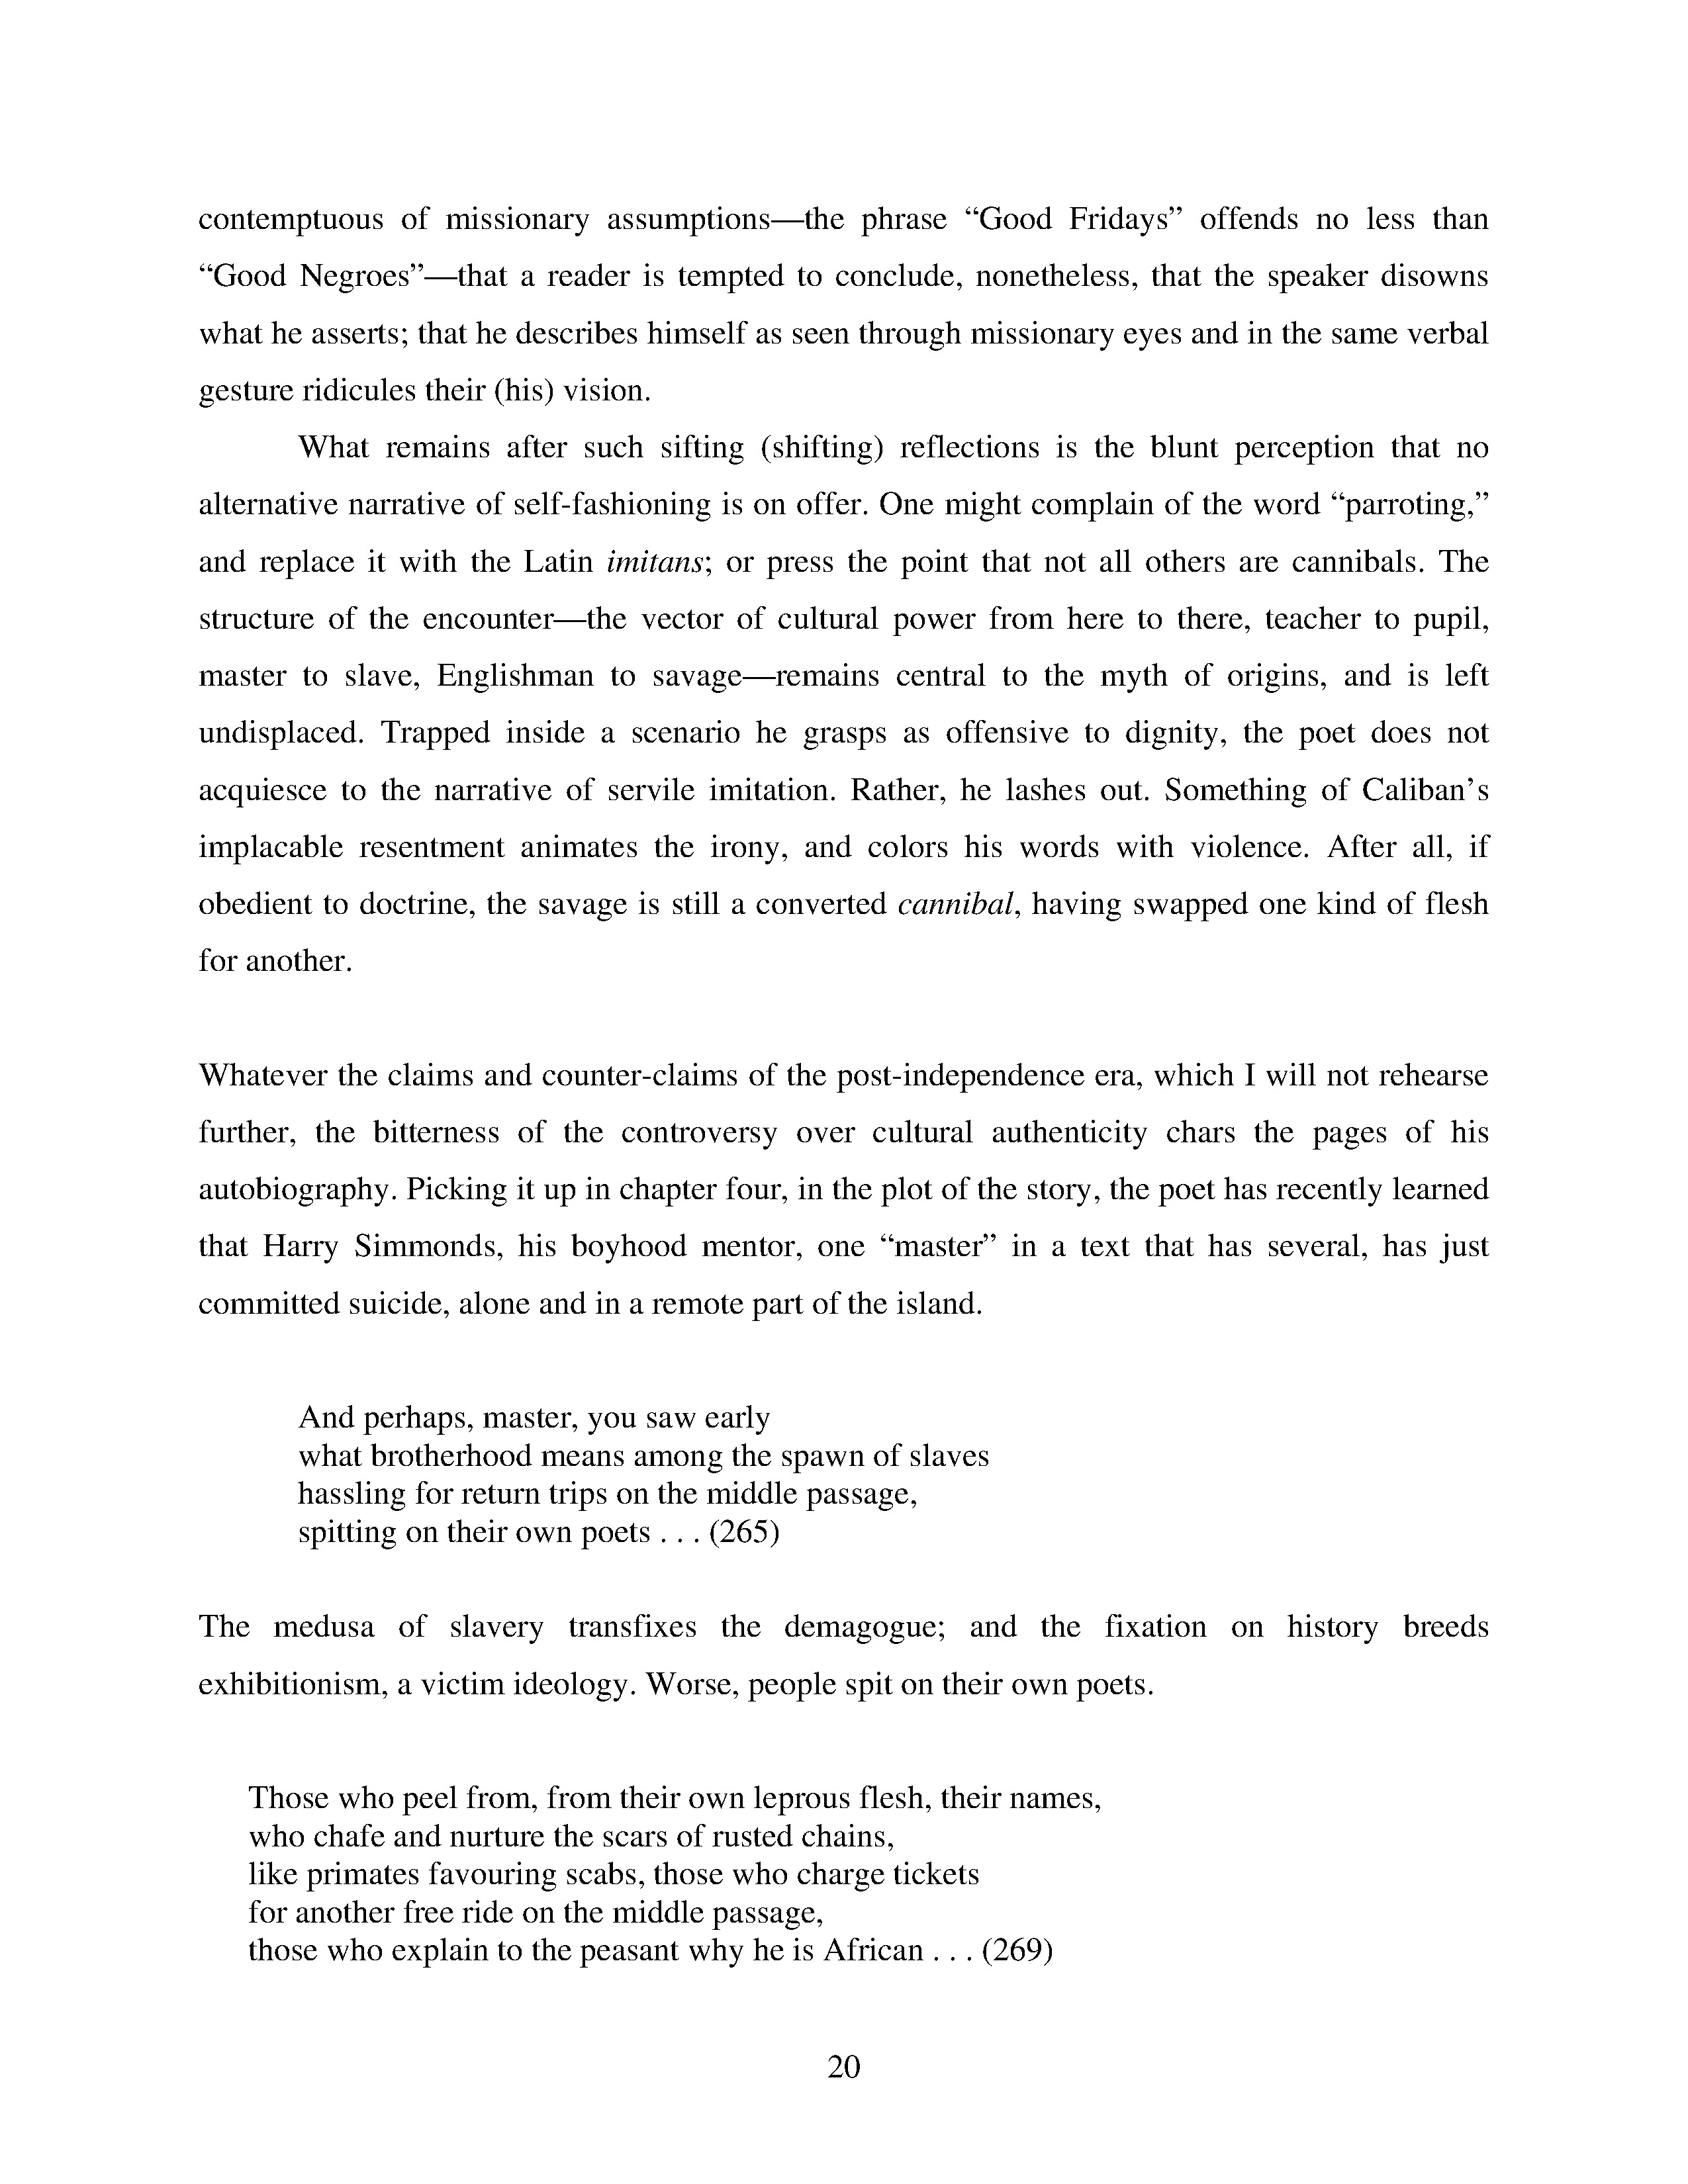 contemptuous of missionary assumptions—the phrase “Good Fridays” offends no less than
“Good Negroes”—that a reader is tempted to conclude, nonetheless, that the speaker disowns
what he asserts; that he describes himself as seen through missionary eyes and in the same verbal
gesture ridicules their (his) vision.
What remains after such sifting (shifting) reflections is the blunt perception that no
alternative narrative of self-fashioning is on offer. One might complain of the word “parroting,”
and replace it with the Latin imitans; or press the point that not all others are cannibals. The
structure of the encounter—the vector of cultural power from here to there, teacher to pupil,
master to slave, Englishman to savage—remains central to the myth of origins, and is left
undisplaced. Trapped inside a scenario he grasps as offensive to dignity, the poet does not
acquiesce to the narrative of servile imitation. Rather, he lashes out. Something of Caliban’s
implacable resentment animates the irony, and colors his words with violence. After all, if
obedient to doctrine, the savage is still a converted cannibal, having swapped one kind of flesh
for another.
Whatever the claims and counter-claims of the post-independence era, which I will not rehearse
further, the bitterness of the controversy over cultural authenticity chars the pages of his
autobiography. Picking it up in chapter four, in the plot of the story, the poet has recently learned
that Harry Simmonds, his boyhood mentor, one “master” in a text that has several, has just
committed suicide, alone and in a remote part of the island.
And perhaps, master, you saw early
what brotherhood means among the spawn of slaves
hassling for return trips on the middle passage,
spitting on their own poets . . . (265)
The medusa of slavery transfixes the demagogue; and the fixation on history breeds
exhibitionism, a victim ideology. Worse, people spit on their own poets.
Those who peel from, from their own leprous flesh, their names,
who chafe and nurture the scars of rusted chains,
like primates favouring scabs, those who charge tickets
for another free ride on the middle passage,
those who explain to the peasant why he is African . . . (269)
20